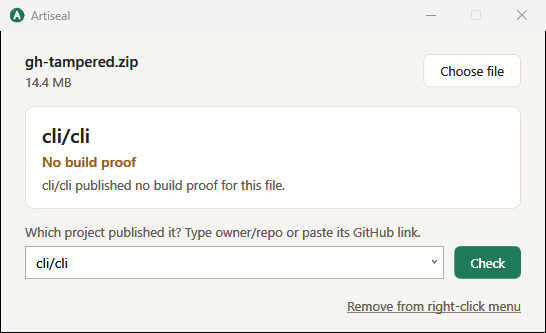 Artiseal
gh-tampered.zip
14.4 MB
Choose file
cli/cli
No build proof
cli/cli published no build proof for this file.
Which project published it? Type owner/repo or paste its GitHub link.
cli/cli
Check
Remove from right-click menu